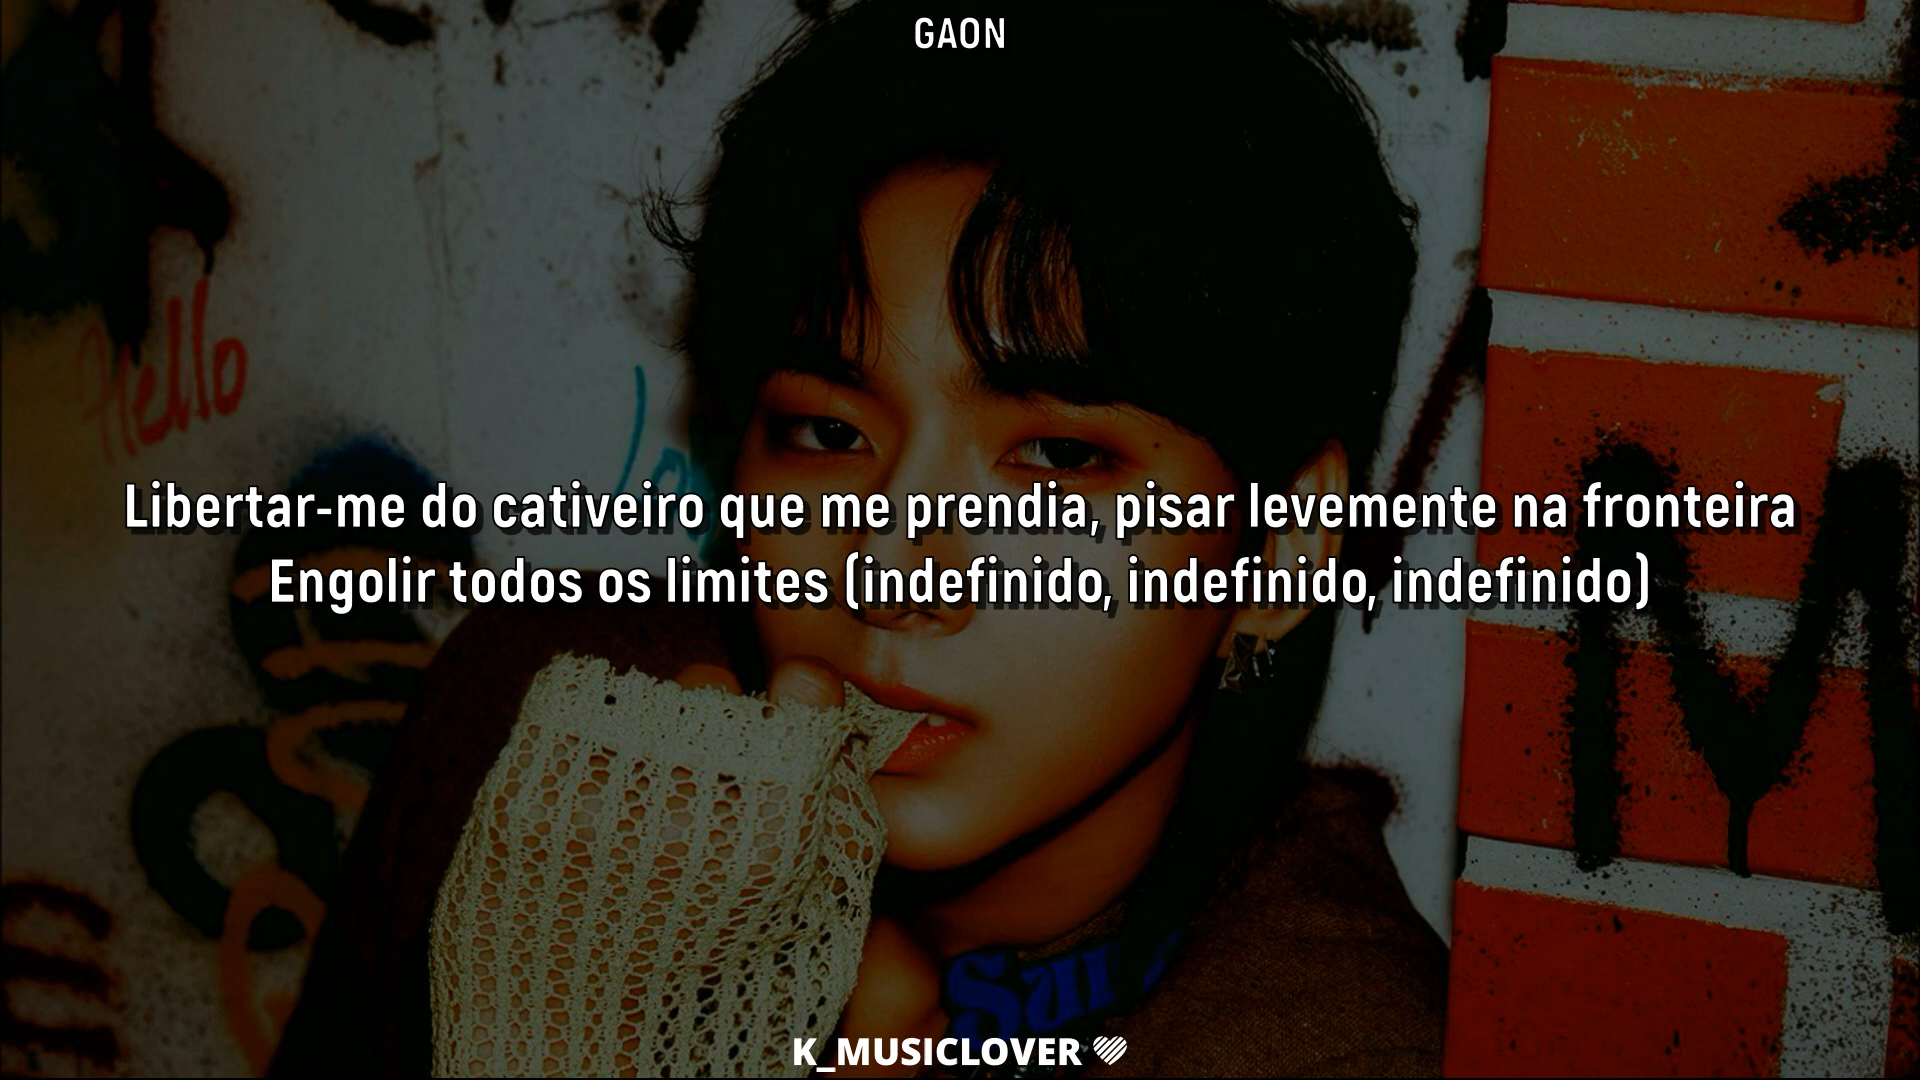 GAON
Hello
Libertar-me do cativeiro que me prendia, pisar levemente na fronteira
Engolir todos os limites (indefinido, indefinido, indefinido)
K_MUSICLOVER